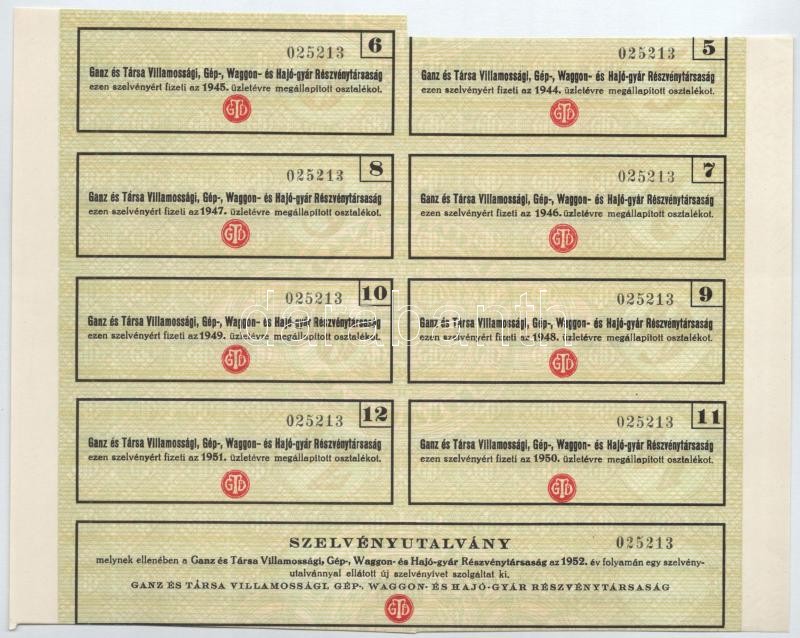 025213 6
Ganz és Társa Villamossági, Gép-, Waggon- és Hajó-gyár Részvénytársaság
ezen szelvényért fizeti az 1945. üzletévre megállapított osztalékot.
GTD
025213 5
Ganz és Társa Villamossági, Gép-, Waggon- és Hajó-gyár Részvénytársaság
ezen szelvényért fizeti az 1944. üzletévre megállapított osztalékot.
GTD
025213 8
Ganz és Társa Villamossági, Gép-, Waggon- és Hajó-gyár Részvénytársaság
ezen szelvényért fizeti az 1947. üzletévre megállapított osztalékot.
GTD
025213 7
Ganz és Társa Villamossági, Gép-, Waggon- és Hajó-gyár Részvénytársaság
ezen szelvényért fizeti az 1946. üzletévre megállapított osztalékot.
GTD
025213 10
Ganz és Társa Villamossági, Gép-, Waggon- és Hajó-gyár Részvénytársaság
ezen szelvényért fizeti az 1949. üzletévre megállapított osztalékot.
GTD
025213 9
Ganz és Társa Villamossági, Gép-, Waggon- és Hajó-gyár Részvénytársaság
ezen szelvényért fizeti az 1948. üzletévre megállapított osztalékot.
GTD
025213 12
Ganz és Társa Villamossági, Gép-, Waggon- és Hajó-gyár Részvénytársaság
ezen szelvényért fizeti az 1951. üzletévre megállapított osztalékot.
GTD
025213 11
Ganz és Társa Villamossági, Gép-, Waggon- és Hajó-gyár Részvénytársaság
ezen szelvényért fizeti az 1950. üzletévre megállapított osztalékot.
GTD
SZELVÉNYUTALVÁNY 025213
melynek ellenében a Ganz és Társa Villamossági, Gép-, Waggon- és Hajó-gyár Részvénytársaság az 1952. év folyamán egy szelvény-
utalvánnyal ellátott új szelvényívet szolgáltat ki.
GANZ ÉS TÁRSA VILLAMOSSÁGI, GÉP-, WAGGON- ÉS HAJÓ-GYÁR RÉSZVÉNYTÁRSASÁG
GTD
darabanth